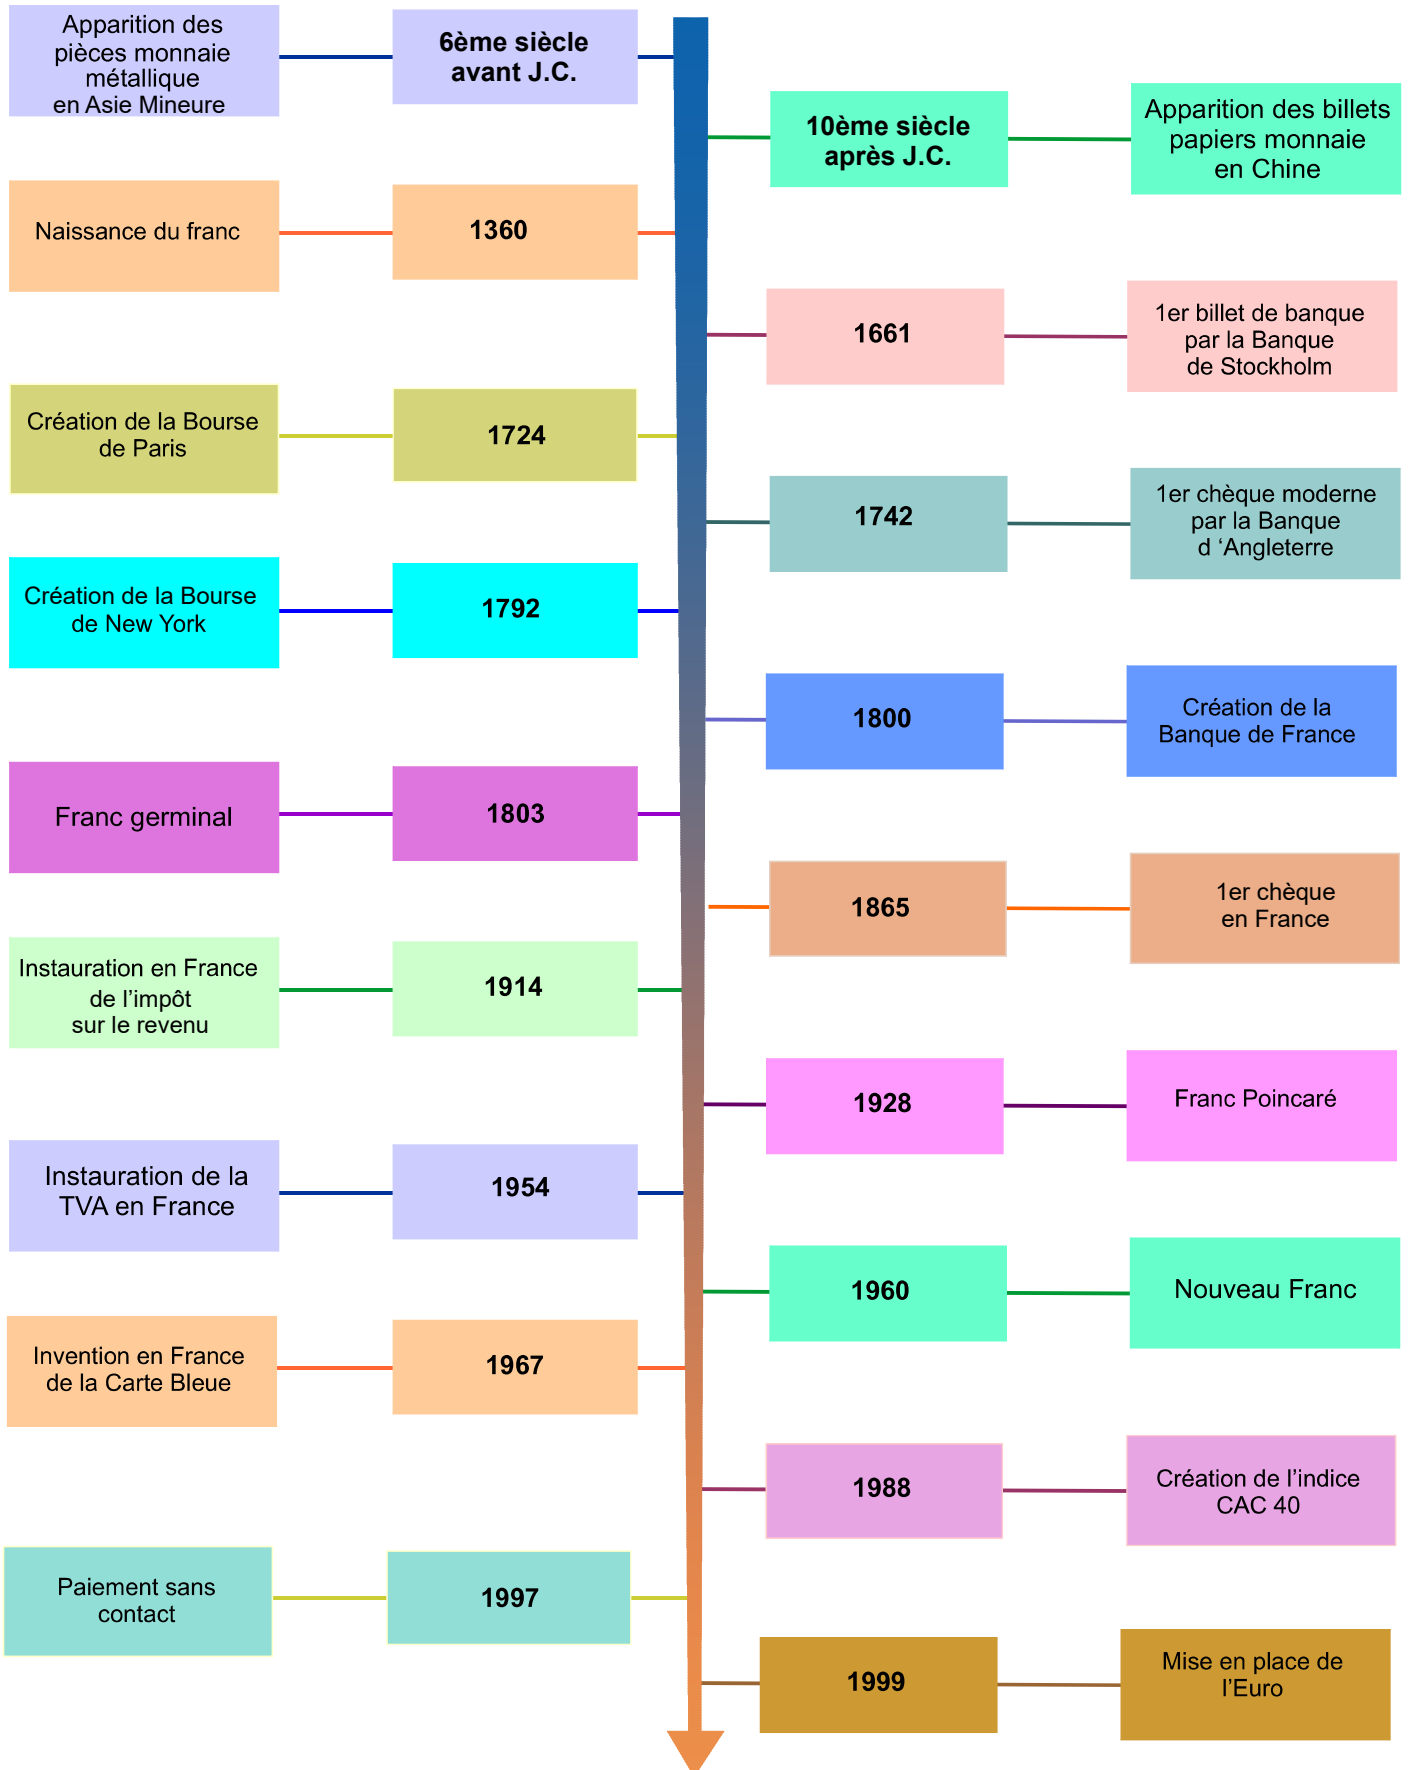 Apparition des
pièces monnaie
métallique
en Asie Mineure
6ème siècle
avant J.C.
10ème siècle
après J.C.
Apparition des billets
papiers monnaie
en Chine
Naissance du franc
1360
1661
1er billet de banque
par la Banque
de Stockholm
Création de la Bourse
de Paris
1724
1742
1er chèque moderne
par la Banque
d ‘Angleterre
Création de la Bourse
de New York
1792
1800
Création de la
Banque de France
Franc germinal
1803
1865
1er chèque
en France
Instauration en France
de l’impôt
sur le revenu
1914
1928
Franc Poincaré
Instauration de la
TVA en France
1954
1960
Nouveau Franc
Invention en France
de la Carte Bleue
1967
1988
Création de l’indice
CAC 40
Paiement sans
contact
1997
1999
Mise en place de
l’Euro